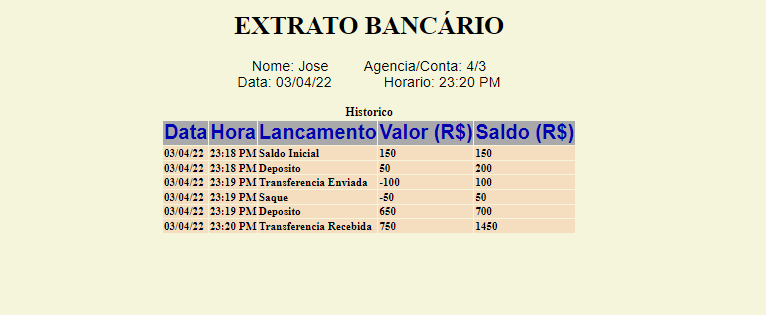 EXTRATO BANCÁRIO
Nome: Jose Agencia/Conta: 4/3
Data: 03/04/22 Horario: 23:20 PM
Historico
Data Hora Lancamento Valor (R$) Saldo (R$)
03/04/22 23:18 PM Saldo Inicial 150 150
03/04/22 23:18 PM Deposito 50 200
03/04/22 23:19 PM Transferencia Enviada -100 100
03/04/22 23:19 PM Saque -50 50
03/04/22 23:19 PM Deposito 650 700
03/04/22 23:20 PM Transferencia Recebida 750 1450